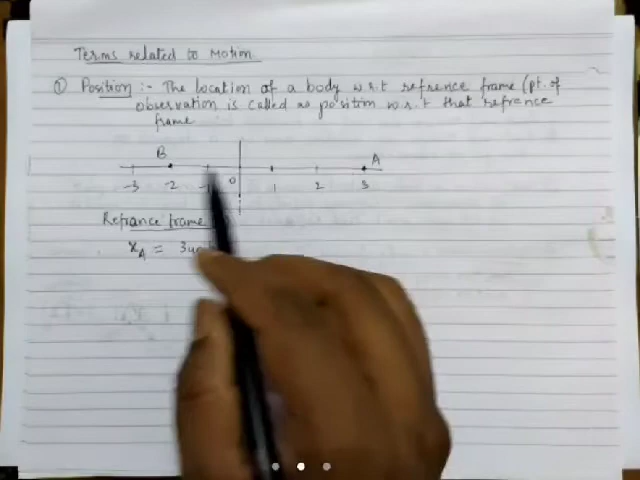 Terms related to Motion
① Position :- The location of a body w.r.t refrence frame (pt. of
observation is called as position w.r.t that refrence
frame
B A
-3 -2 0 1 2 3
Refrance frame
x_A = 3